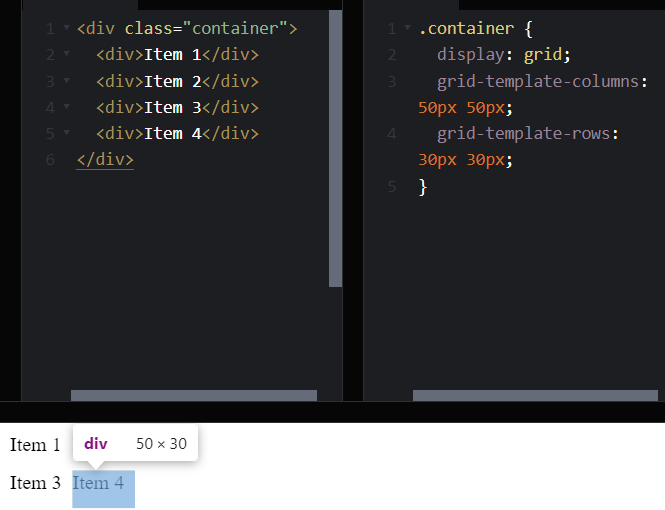 1 <div class="container">
2 <div>Item 1</div>
3 <div>Item 2</div>
4 <div>Item 3</div>
5 <div>Item 4</div>
6 </div>
1 .container {
2 display: grid;
3 grid-template-columns:
50px 50px;
4 grid-template-rows:
30px 30px;
5 }
Item 1
div 50 × 30
Item 3 Item 4